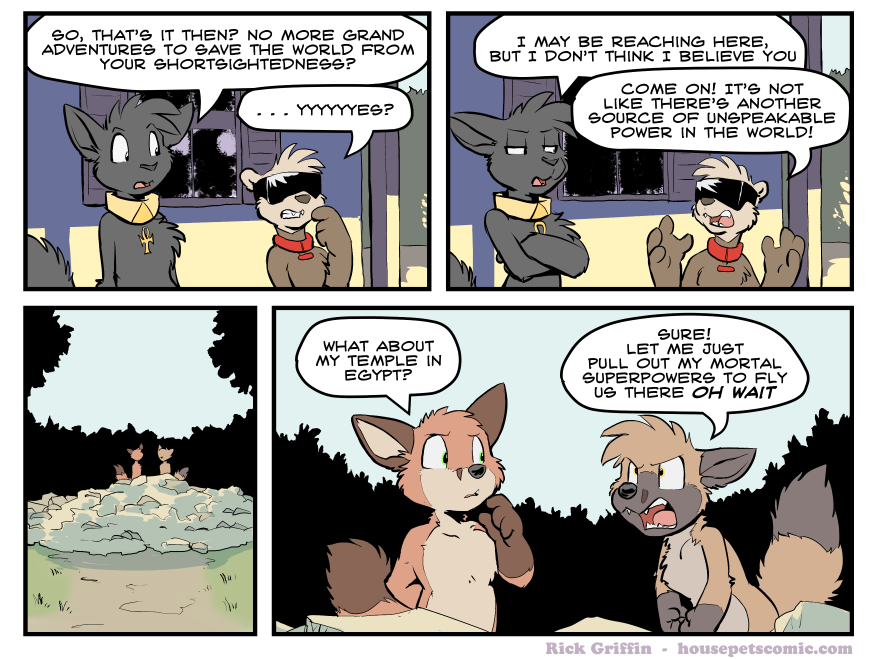 SO, THAT'S IT THEN? NO MORE GRAND
ADVENTURES TO SAVE THE WORLD FROM
YOUR SHORTSIGHTEDNESS?
. . . YYYYYYES?
I MAY BE REACHING HERE,
BUT I DON'T THINK I BELIEVE YOU
COME ON! IT'S NOT
LIKE THERE'S ANOTHER
SOURCE OF UNSPEAKABLE
POWER IN THE WORLD!
WHAT ABOUT
MY TEMPLE IN
EGYPT?
SURE!
LET ME JUST
PULL OUT MY MORTAL
SUPERPOWERS TO FLY
US THERE OH WAIT
Rick Griffin - housepetscomic.com